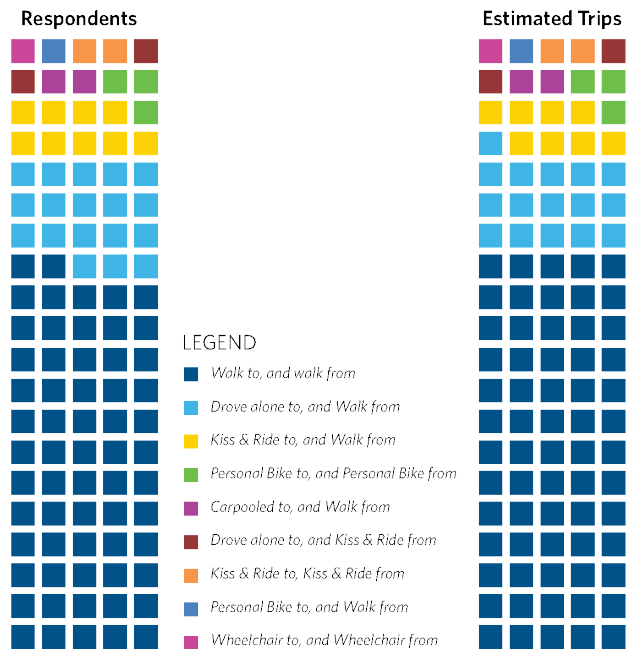 Respondents
Estimated Trips
LEGEND
Walk to, and walk from
Drove alone to, and Walk from
Kiss & Ride to, and Walk from
Personal Bike to, and Personal Bike from
Carpooled to, and Walk from
Drove alone to, and Kiss & Ride from
Kiss & Ride to, Kiss & Ride from
Personal Bike to, and Walk from
Wheelchair to, and Wheelchair from